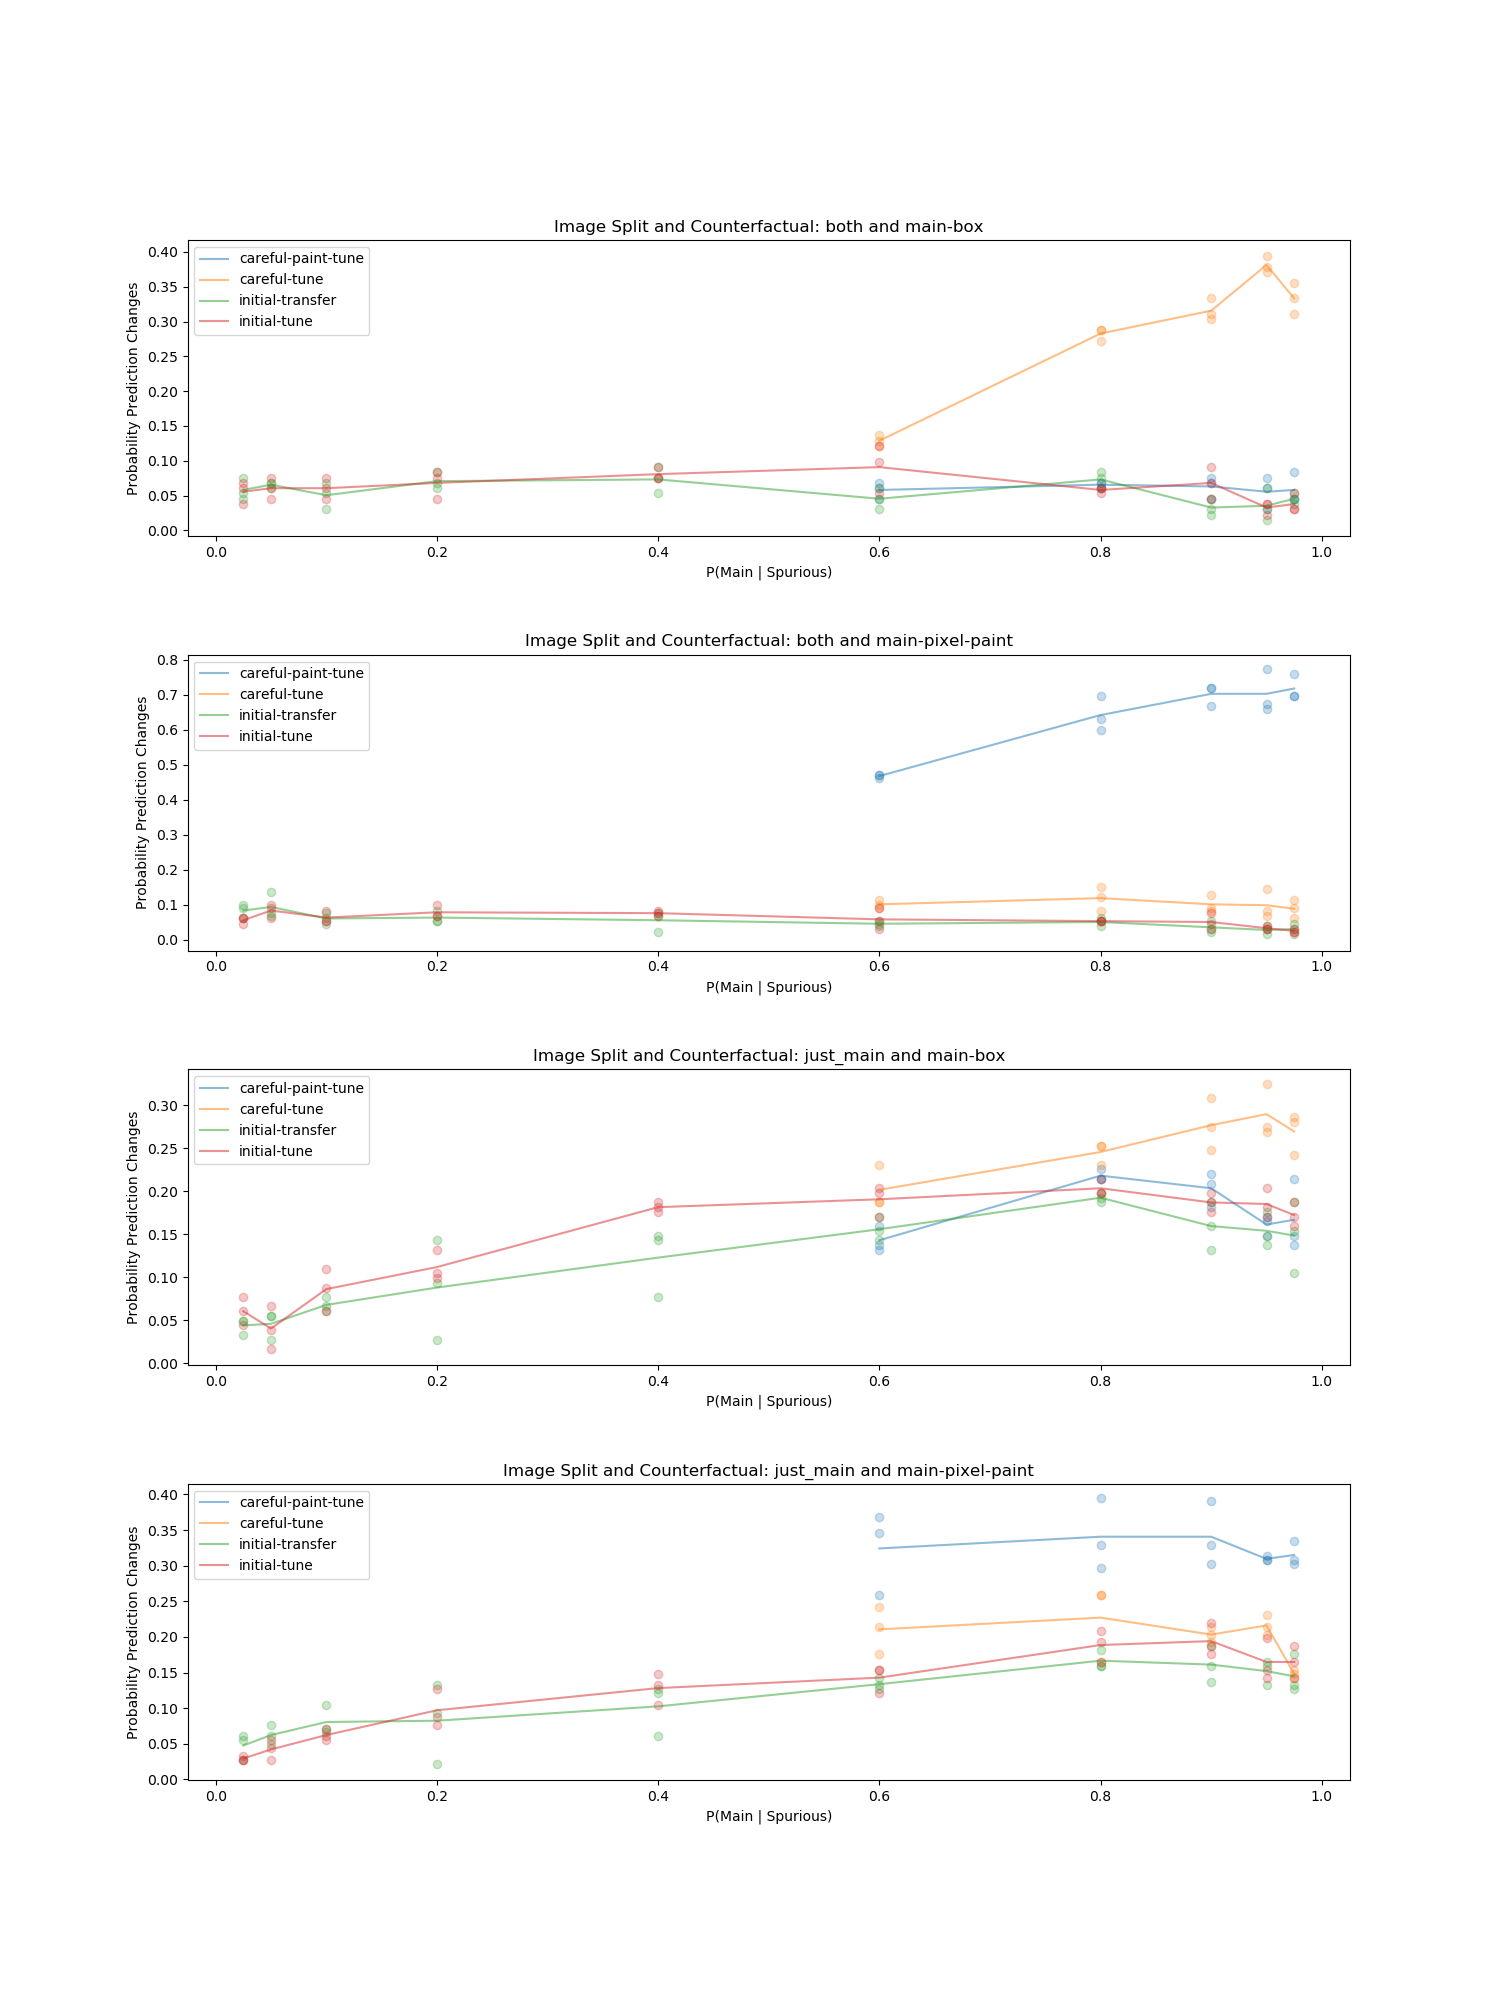 Image Split and Counterfactual: both and main-box
Probability Prediction Changes
0.40
0.35
0.30
0.25
0.20
0.15
0.10
0.05
0.00
careful-paint-tune
careful-tune
initial-transfer
initial-tune
0.0 0.2 0.4 0.6 0.8 1.0
P(Main | Spurious)
Image Split and Counterfactual: both and main-pixel-paint
Probability Prediction Changes
0.8
0.7
0.6
0.5
0.4
0.3
0.2
0.1
0.0
careful-paint-tune
careful-tune
initial-transfer
initial-tune
0.0 0.2 0.4 0.6 0.8 1.0
P(Main | Spurious)
Image Split and Counterfactual: just_main and main-box
Probability Prediction Changes
0.30
0.25
0.20
0.15
0.10
0.05
0.00
careful-paint-tune
careful-tune
initial-transfer
initial-tune
0.0 0.2 0.4 0.6 0.8 1.0
P(Main | Spurious)
Image Split and Counterfactual: just_main and main-pixel-paint
Probability Prediction Changes
0.40
0.35
0.30
0.25
0.20
0.15
0.10
0.05
0.00
careful-paint-tune
careful-tune
initial-transfer
initial-tune
0.0 0.2 0.4 0.6 0.8 1.0
P(Main | Spurious)